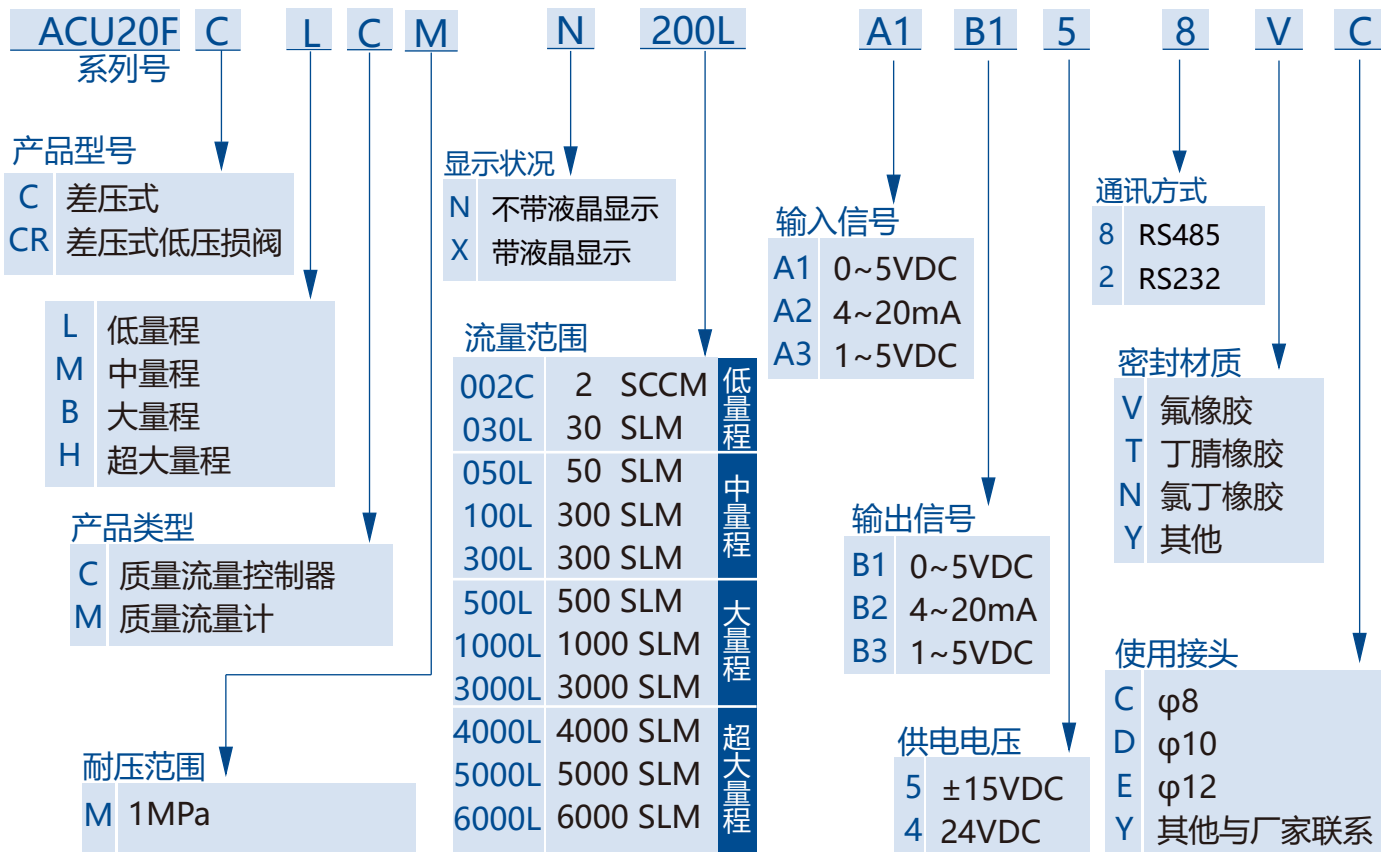 ACU20F C L C M N 200L A1 B1 5 8 V C
系列号
产品型号
C 差压式
CR 差压式低压损阀
L 低量程
M 中量程
B 大量程
H 超大量程
产品类型
C 质量流量控制器
M 质量流量计
耐压范围
M 1MPa
显示状况
N 不带液晶显示
X 带液晶显示
流量范围
002C 2 SCCM
030L 30 SLM
低量程
050L 50 SLM
100L 300 SLM
300L 300 SLM
中量程
500L 500 SLM
1000L 1000 SLM
3000L 3000 SLM
大量程
4000L 4000 SLM
5000L 5000 SLM
6000L 6000 SLM
超大量程
输入信号
A1 0~5VDC
A2 4~20mA
A3 1~5VDC
输出信号
B1 0~5VDC
B2 4~20mA
B3 1~5VDC
供电电压
5 ±15VDC
4 24VDC
通讯方式
8 RS485
2 RS232
密封材质
V 氟橡胶
T 丁腈橡胶
N 氯丁橡胶
Y 其他
使用接头
C φ8
D φ10
E φ12
Y 其他与厂家联系